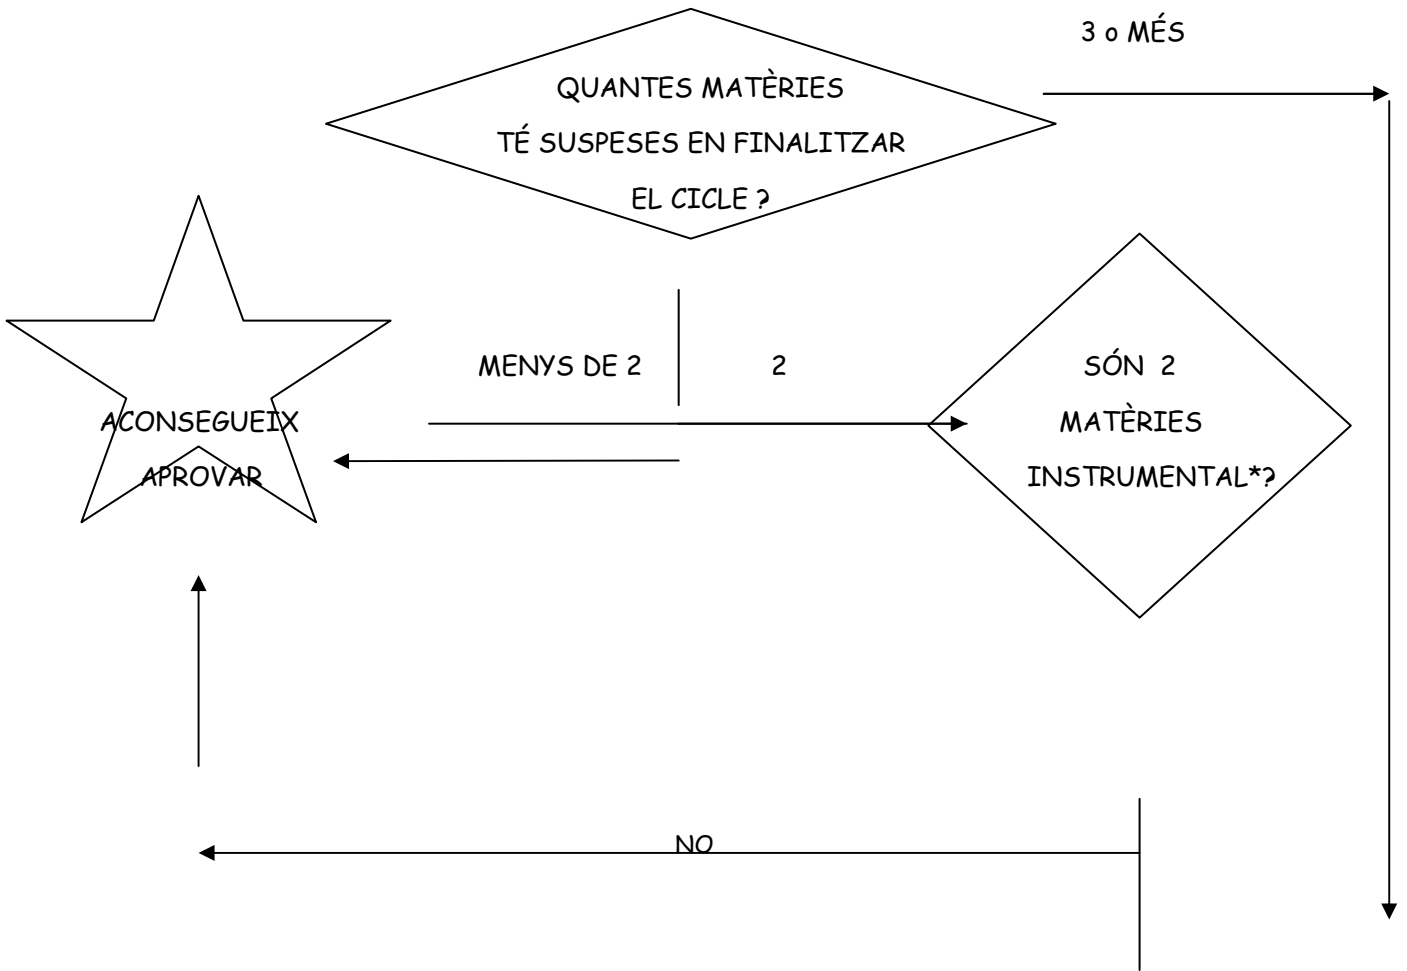 3 o MÉS
QUANTES MATÈRIES
TÉ SUSPESES EN FINALITZAR
EL CICLE ?
MENYS DE 2
2
SÓN 2
MATÈRIES
INSTRUMENTAL*?
ACONSEGUEIX
APROVAR
NO